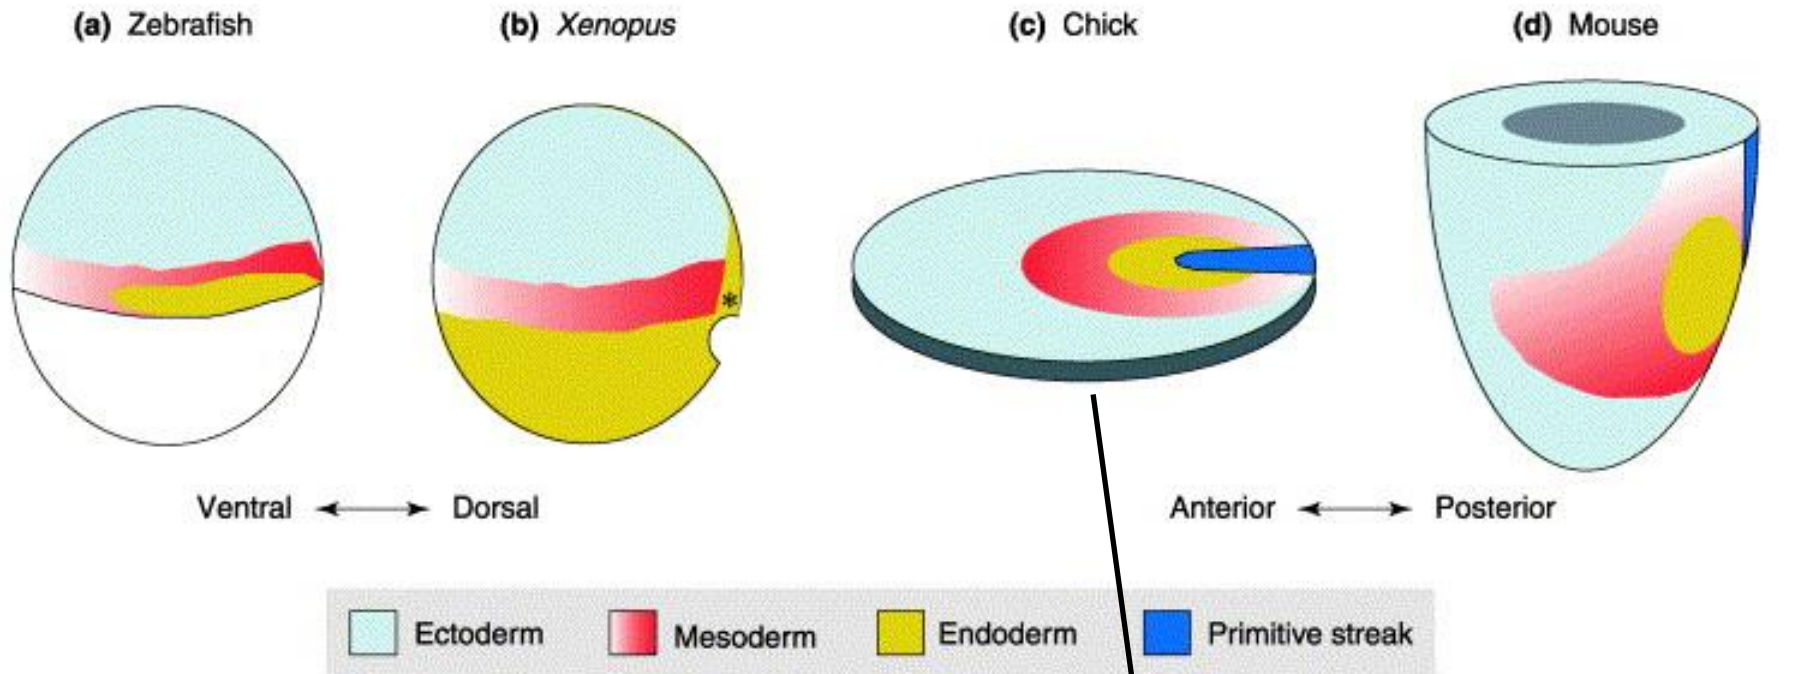 (a) Zebrafish
(b) Xenopus
(c) Chick
(d) Mouse
*
Ventral ↔ Dorsal
Anterior ↔ Posterior
Ectoderm
Mesoderm
Endoderm
Primitive streak